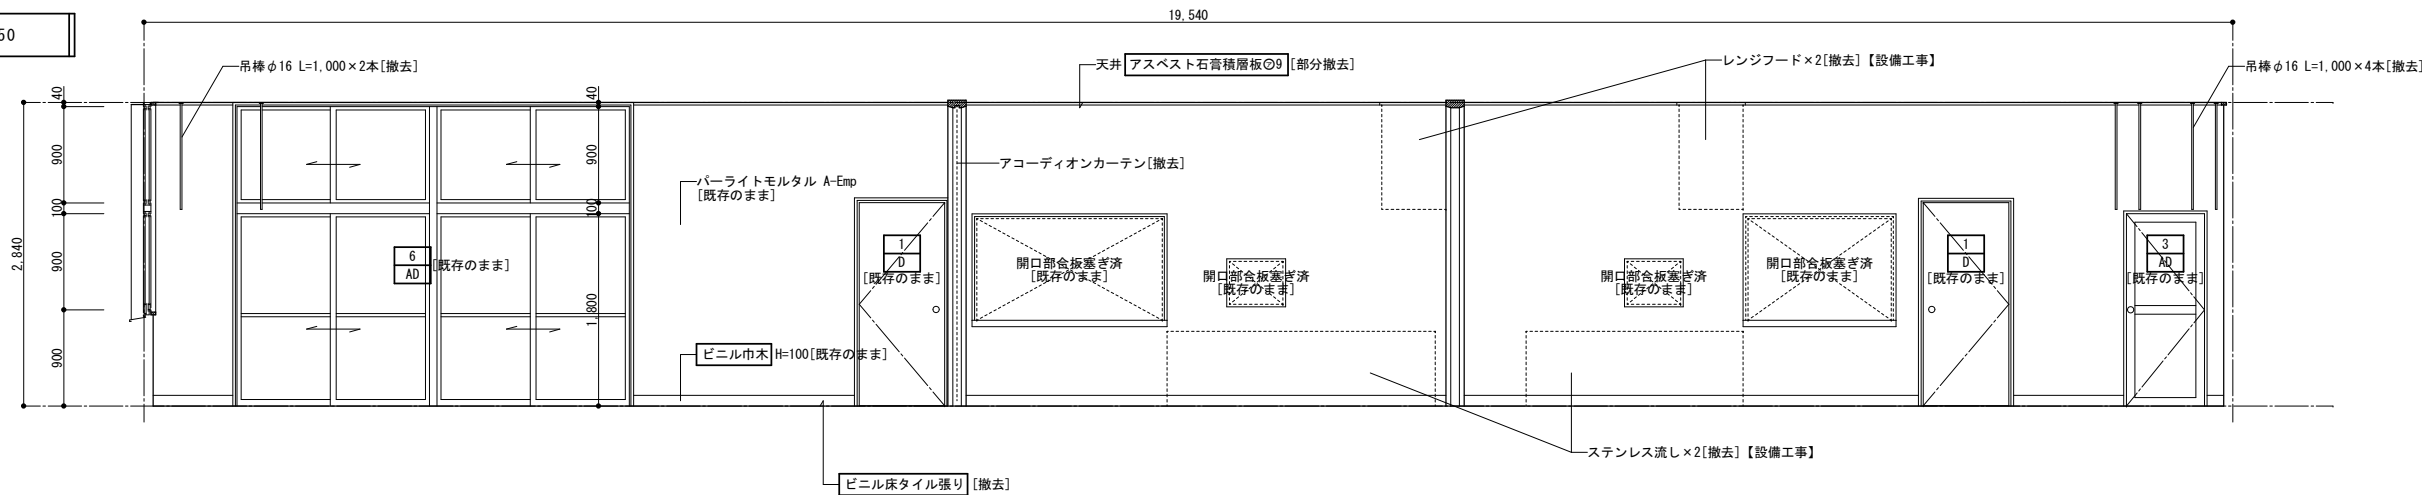 19,540
50
吊棒φ16 L=1,000×2本[撤去]
天井 アスベスト石膏積層板㋐9 [部分撤去]
レンジフード×2[撤去]【設備工事】
吊棒φ16 L=1,000×4本[撤去]
40
40
900
900
アコーディオンカーテン[撤去]
パーライトモルタル A-Emp
[既存のまま]
100
100
2,840
900
900
6
AD
[既存のまま]
1
D
[既存のまま]
開口部合板塞ぎ済
[既存のまま]
開口部合板塞ぎ済
[既存のまま]
開口部合板塞ぎ済
[既存のまま]
開口部合板塞ぎ済
[既存のまま]
1
D
[既存のまま]
3
AD
[既存のまま]
1,800
900
ビニル巾木 H=100[既存のまま]
ステンレス流し×2[撤去]【設備工事】
ビニル床タイル張り [撤去]